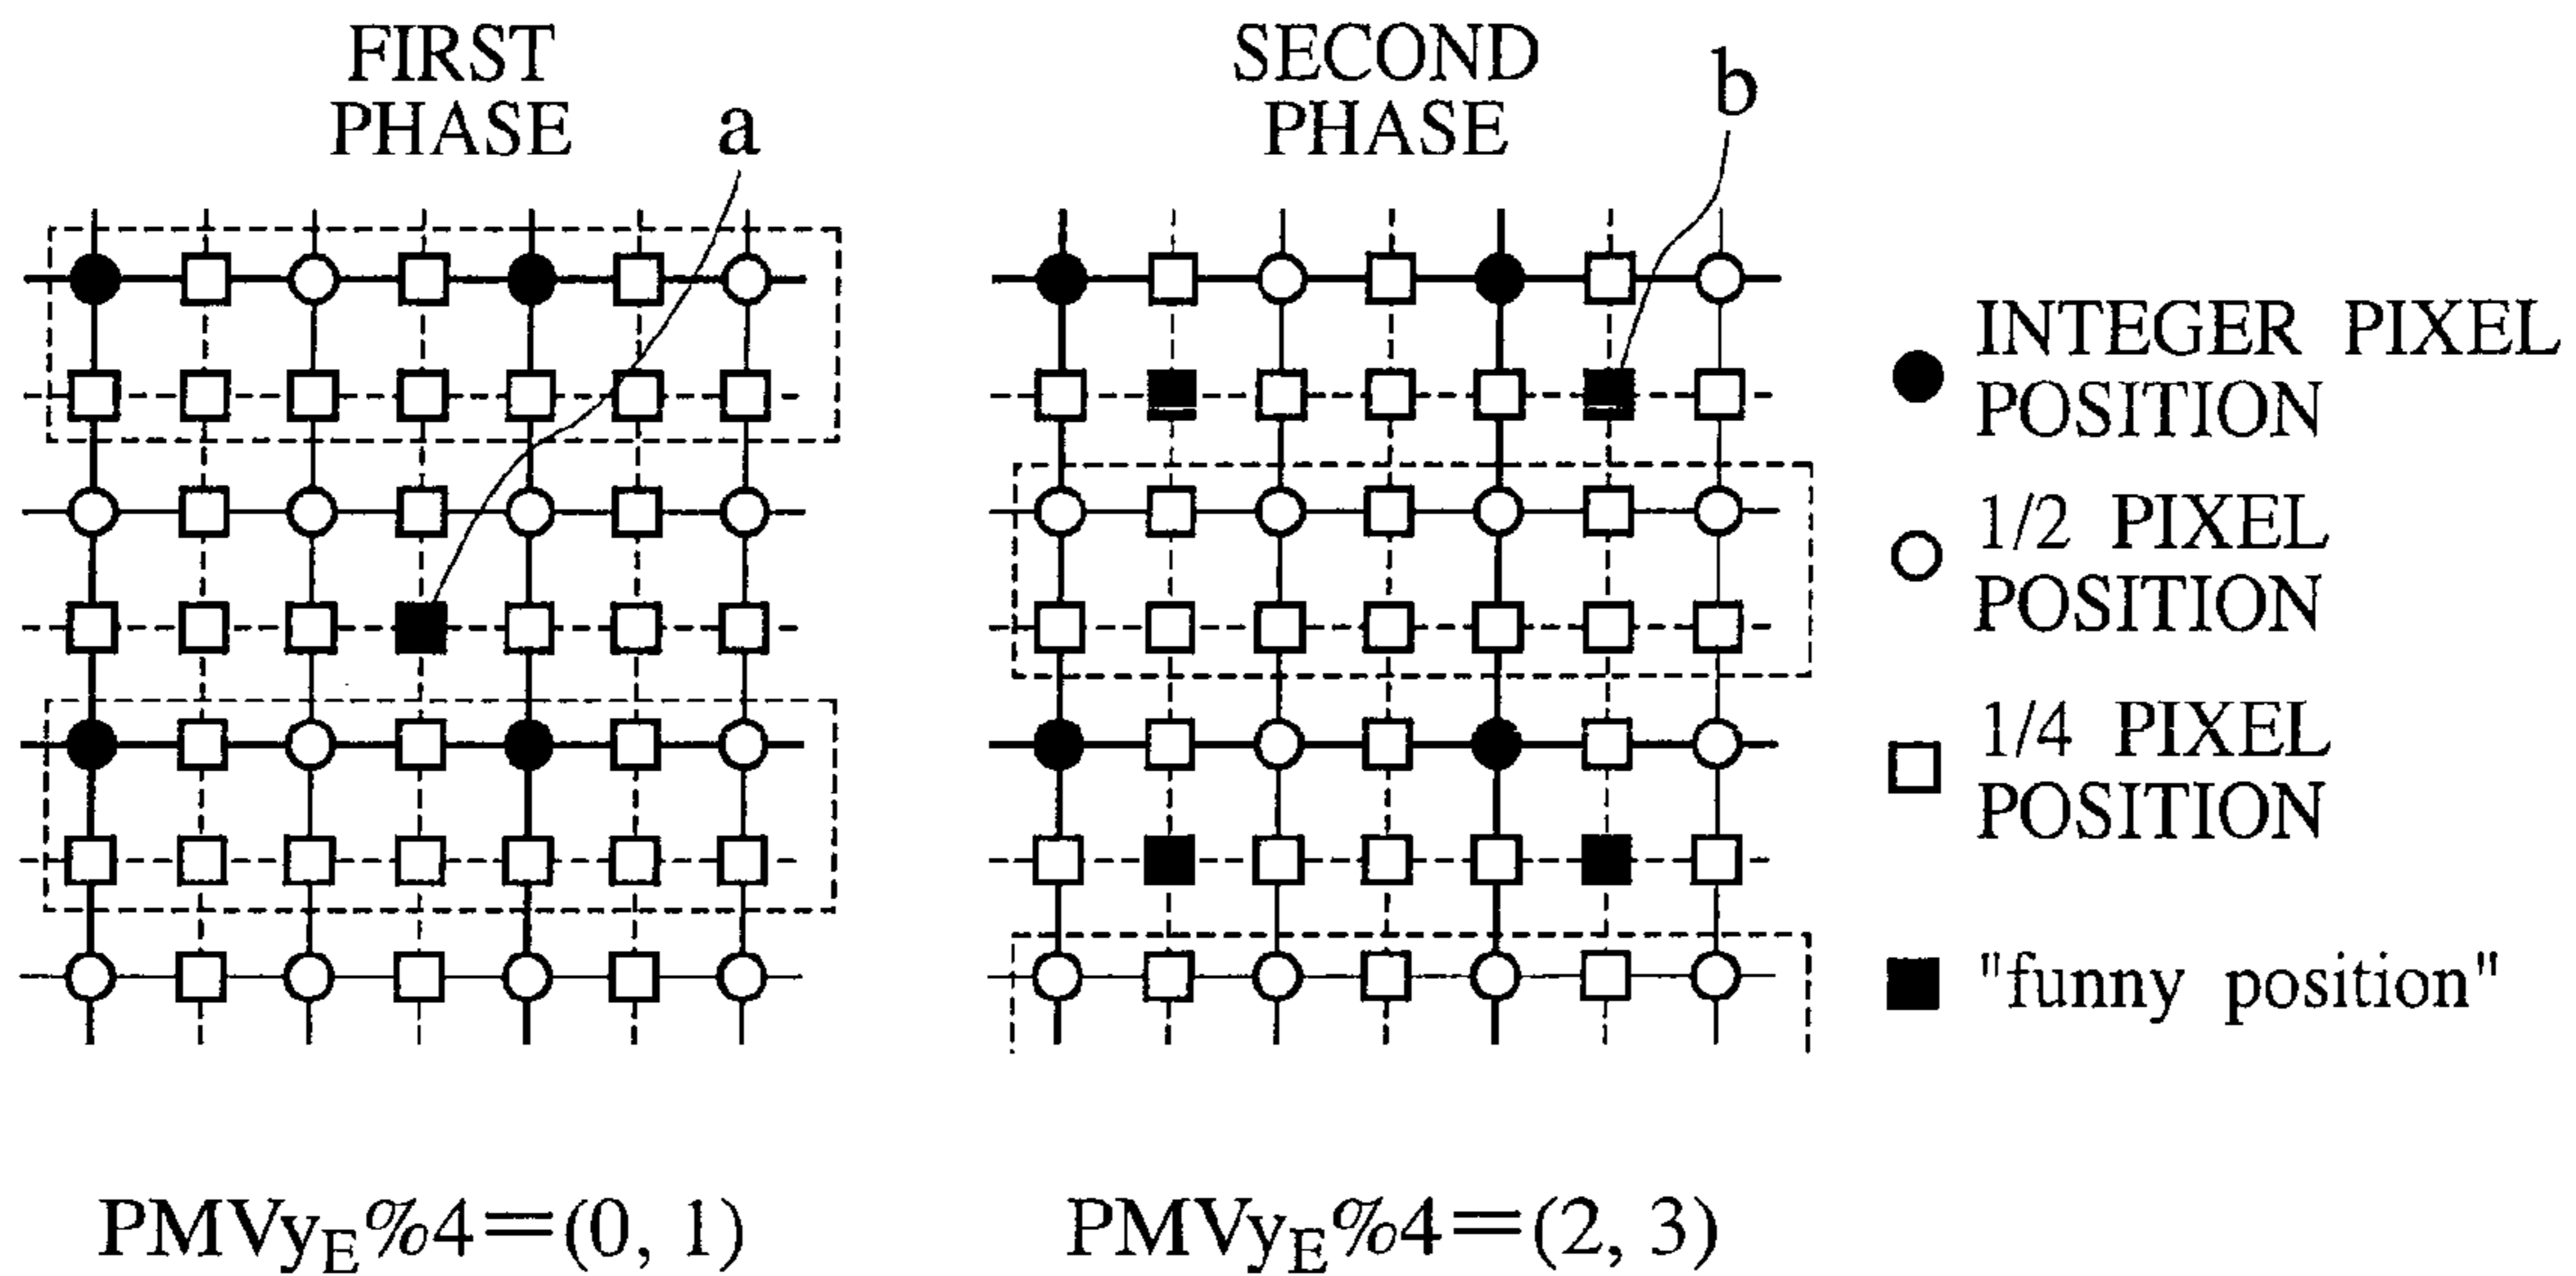 FIRST
PHASE
a
SECOND
PHASE
b
INTEGER PIXEL
POSITION
1/2 PIXEL
POSITION
1/4 PIXEL
POSITION
"funny position"
PMVyE%4=(0, 1)
PMVyE%4=(2, 3)